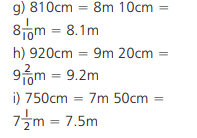 g) 810cm = 8m 10cm =
8 1/10 m = 8.1m
h) 920cm = 9m 20cm =
9 2/10 m = 9.2m
i) 750cm = 7m 50cm =
7 1/2 m = 7.5m